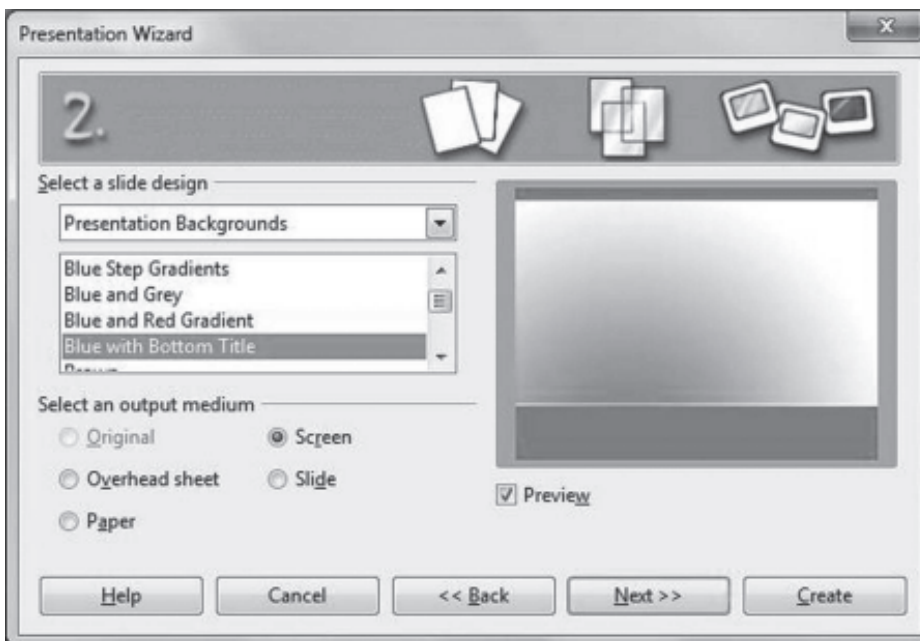 Presentation Wizard
2.
Select a slide design
Presentation Backgrounds
Blue Step Gradients
Blue and Grey
Blue and Red Gradient
Blue with Bottom Title
Select an output medium
Original
Screen
Overhead sheet
Slide
Paper
Preview
Help
Cancel
<< Back
Next >>
Create